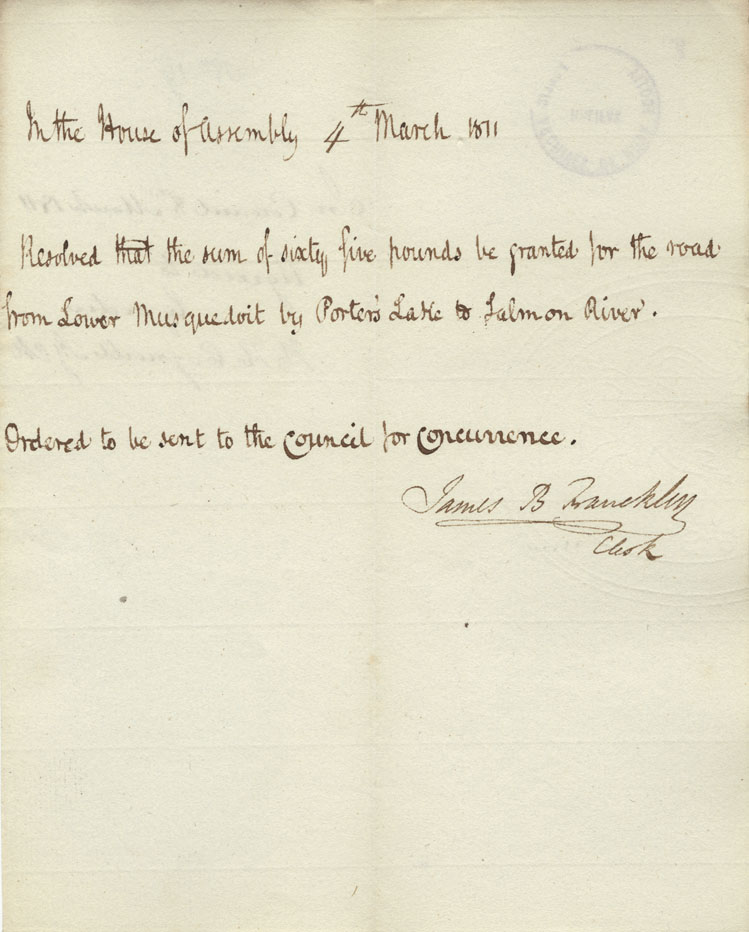 In the House of Assembly 4th March 1811
Resolved that the sum of sixty five pounds be granted for the road
from Lower Musquedoit by Porter's Lake to Salmon River.
Ordered to be sent to the Council for Concurrence.
James B Franckley
Clerk